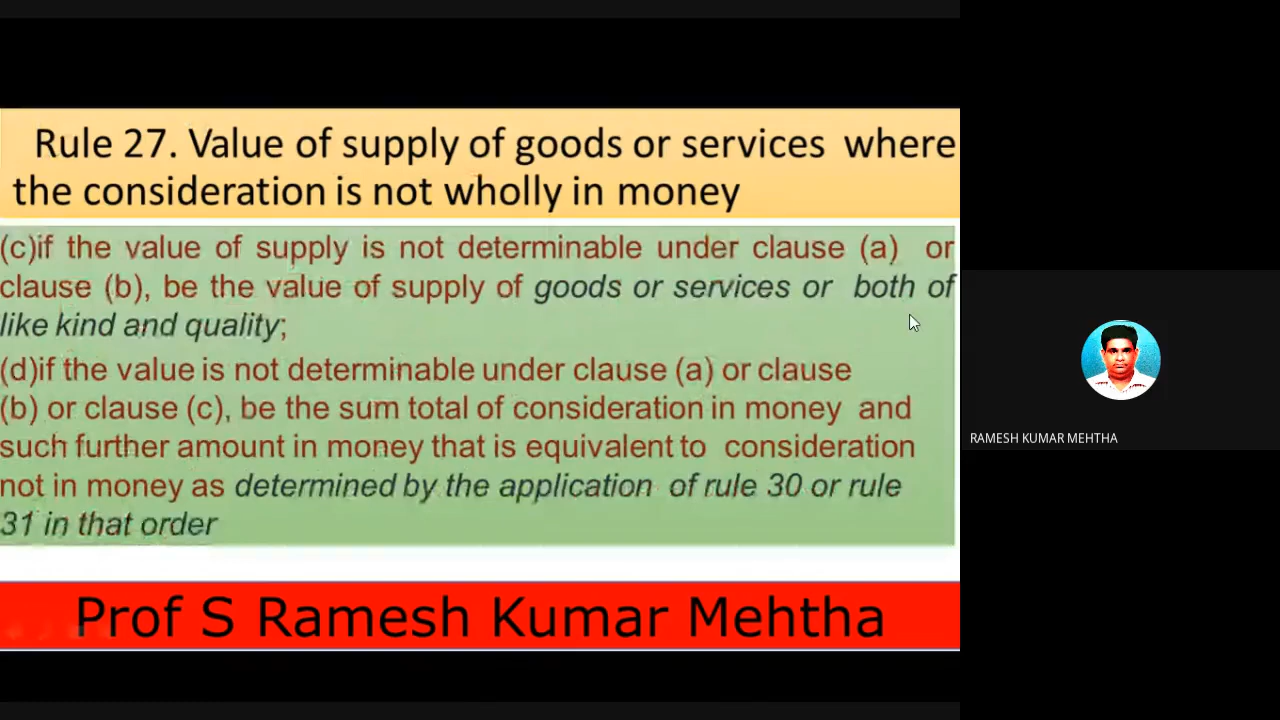 Rule 27. Value of supply of goods or services where
the consideration is not wholly in money
(c)if the value of supply is not determinable under clause (a) or
clause (b), be the value of supply of goods or services or both of
like kind and quality;
(d)if the value is not determinable under clause (a) or clause
(b) or clause (c), be the sum total of consideration in money and
such further amount in money that is equivalent to consideration
not in money as determined by the application of rule 30 or rule
31 in that order
Prof S Ramesh Kumar Mehtha
RAMESH KUMAR MEHTHA